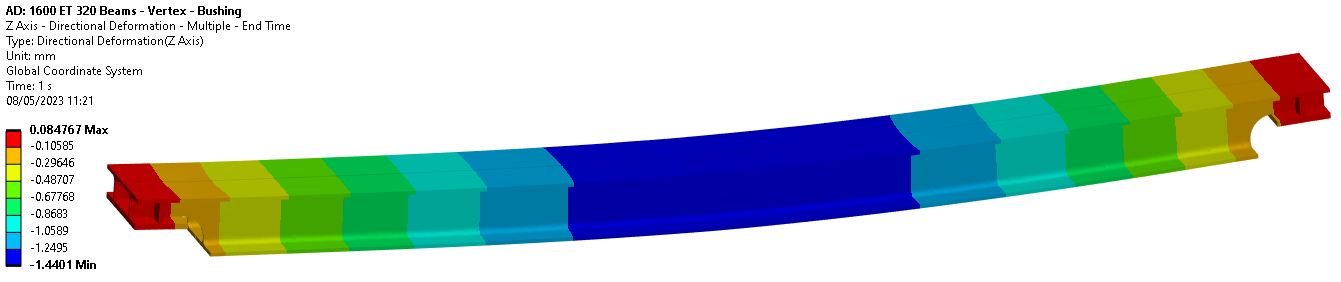 AD: 1600 ET 320 Beams - Vertex - Bushing
Z Axis - Directional Deformation - Multiple - End Time
Type: Directional Deformation(Z Axis)
Unit: mm
Global Coordinate System
Time: 1 s
08/05/2023 11:21
0.084767 Max
-0.10585
-0.29646
-0.48707
-0.67768
-0.8683
-1.0589
-1.2495
-1.4401 Min